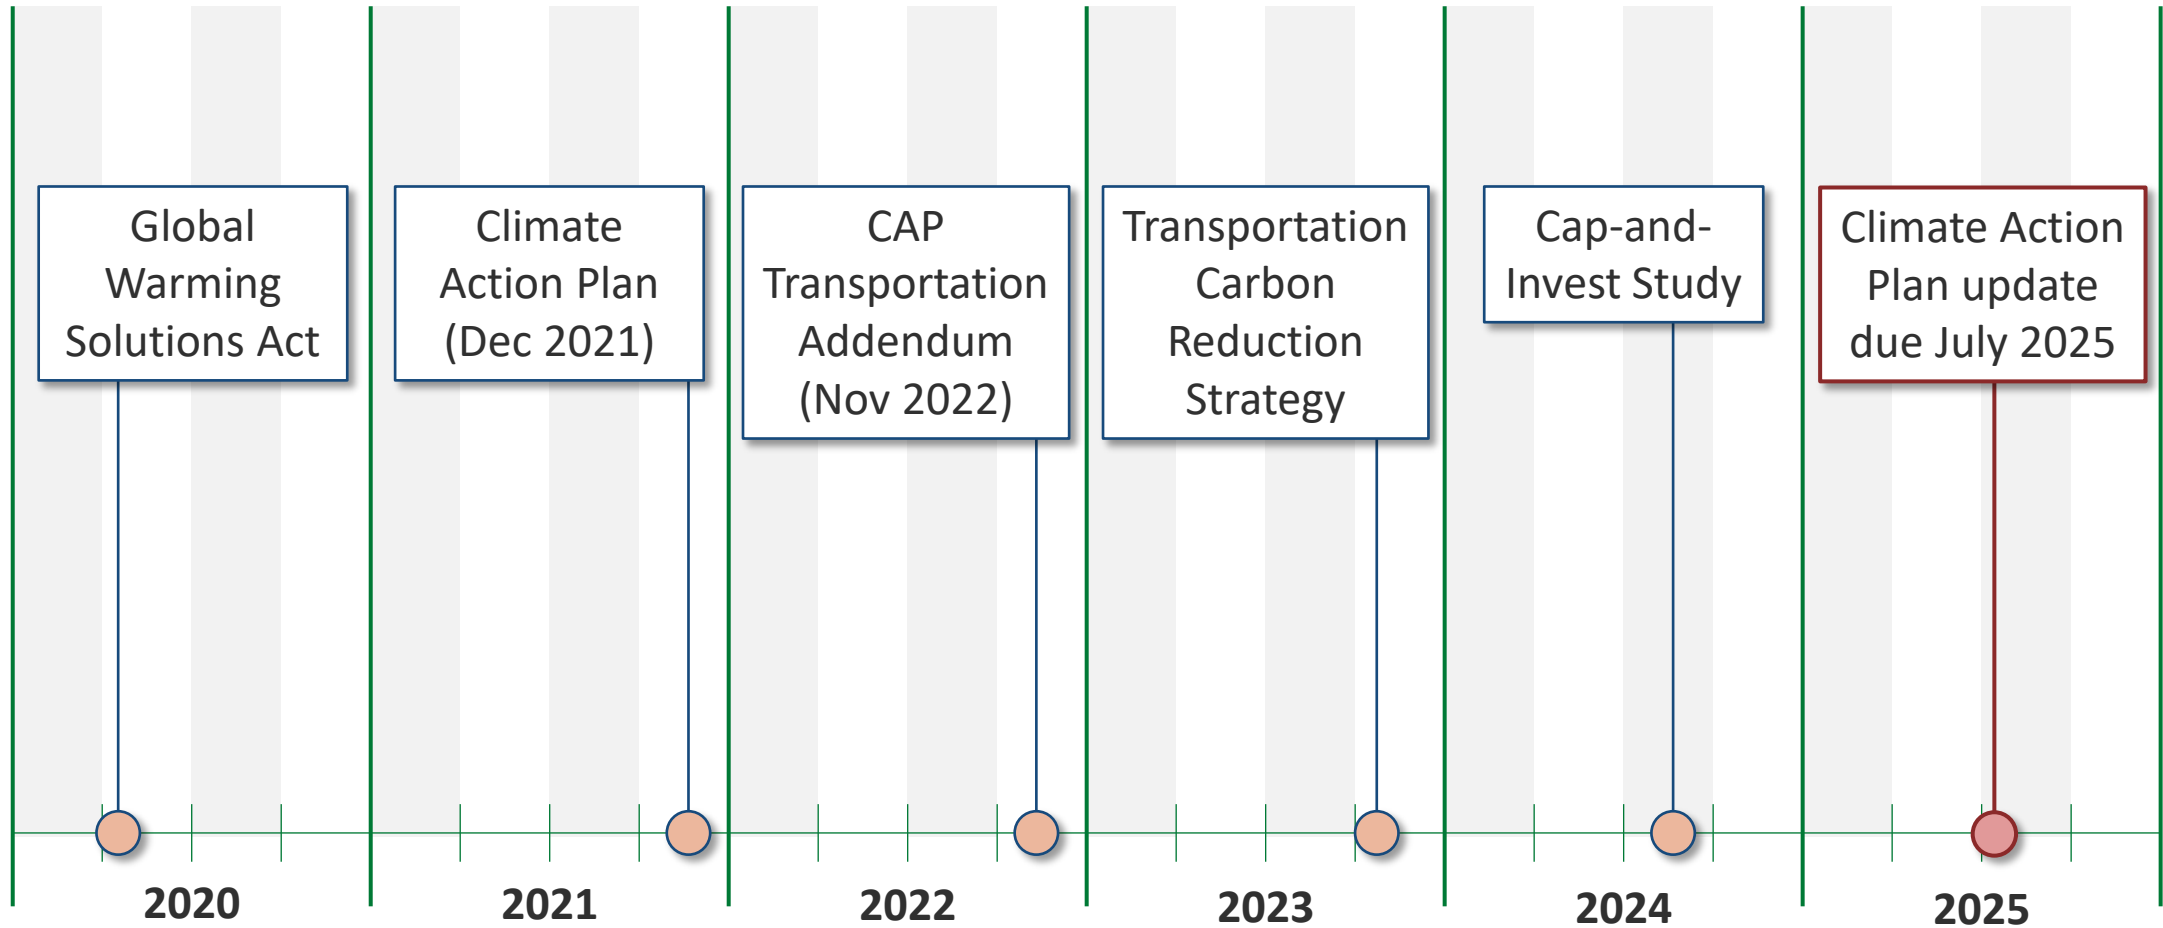 Global
Warming
Solutions Act
Climate
Action Plan
(Dec 2021)
CAP
Transportation
Addendum
(Nov 2022)
Transportation
Carbon
Reduction
Strategy
Cap-and-
Invest Study
Climate Action
Plan update
due July 2025
2020
2021
2022
2023
2024
2025